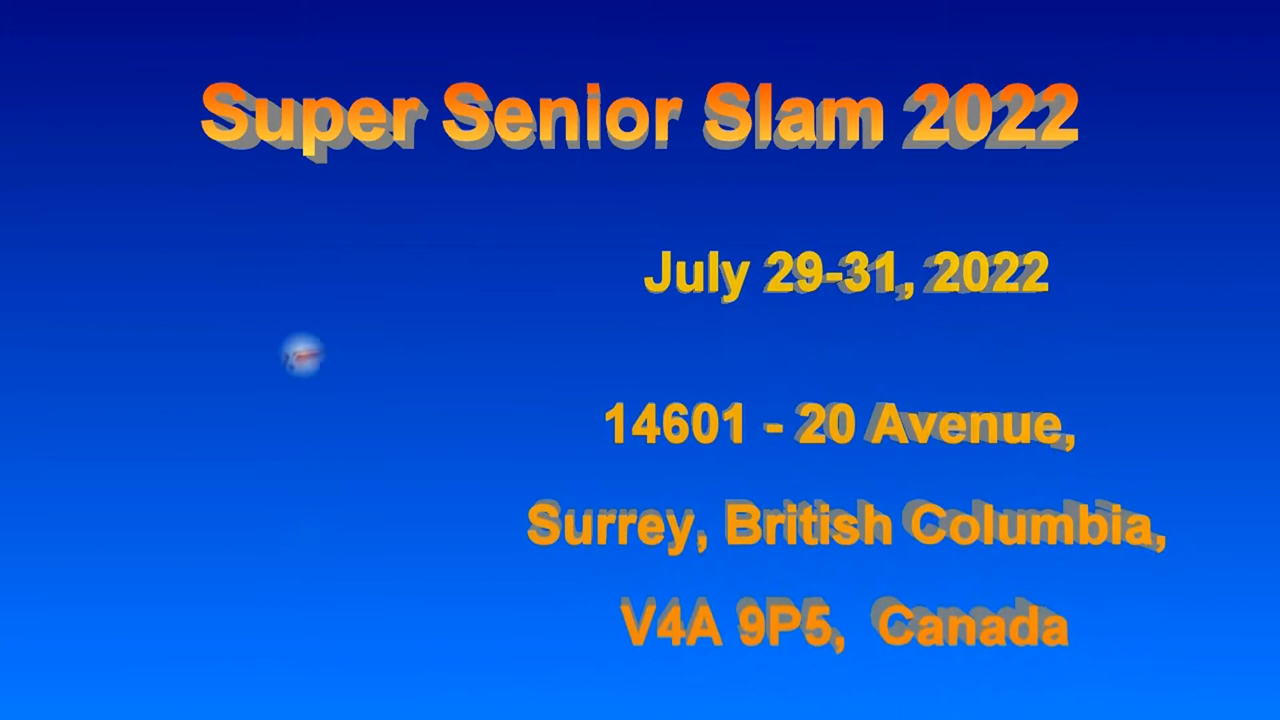 Super Senior Slam 2022
July 29-31, 2022
14601 - 20 Avenue,
Surrey, British Columbia,
V4A 9P5, Canada